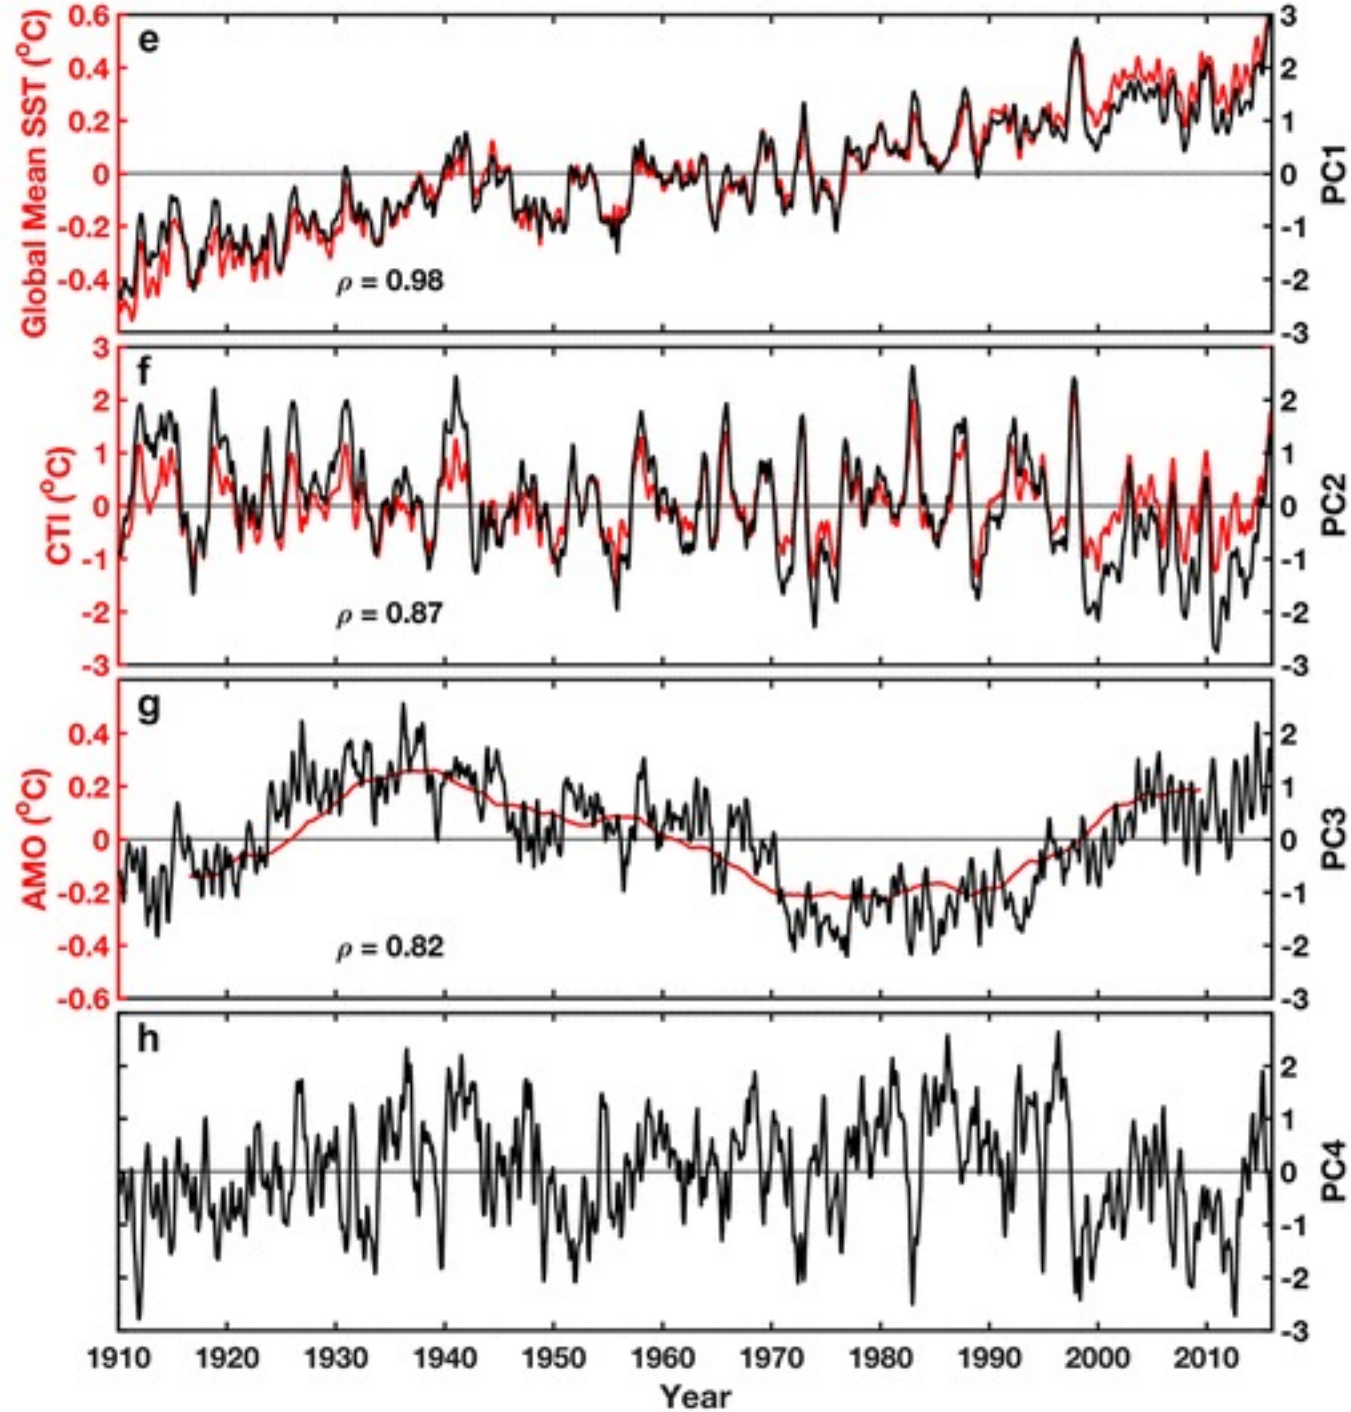 e
Global Mean SST (°C)
0.6
0.4
0.2
0
-0.2
-0.4
ρ = 0.98
3
2
1
0
-1
-2
-3
PC1
f
CTI (°C)
3
2
1
0
-1
-2
-3
ρ = 0.87
2
1
0
-1
-2
-3
PC2
g
AMO (°C)
0.4
0.2
0
-0.2
-0.4
-0.6
ρ = 0.82
2
1
0
-1
-2
-3
PC3
h
2
1
0
-1
-2
-3
PC4
1910 1920 1930 1940 1950 1960 1970 1980 1990 2000 2010
Year